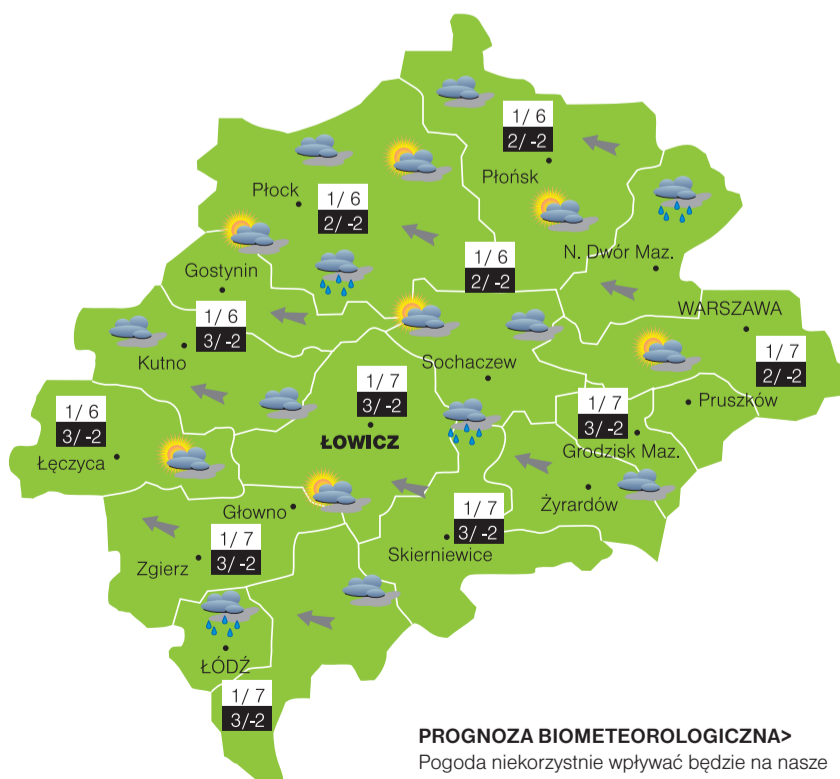 1/ 6
2/ -2
Płońsk
Płock
1/ 6
2/ -2
N. Dwór Maz.
1/ 6
2/ -2
Gostynin
WARSZAWA
1/ 6
3/ -2
Kutno
1/ 7
2/ -2
Sochaczew
1/ 7
3/ -2
ŁOWICZ
Pruszków
1/ 7
3/ -2
Grodzisk Maz.
1/ 6
3/ -2
Łęczyca
Żyrardów
Głowno
1/ 7
3/ -2
Skierniewice
1/ 7
3/ -2
Zgierz
ŁÓDŹ
1/ 7
3/-2
PROGNOZA BIOMETEOROLOGICZNA>
Pogoda niekorzystnie wpływać będzie na nasze